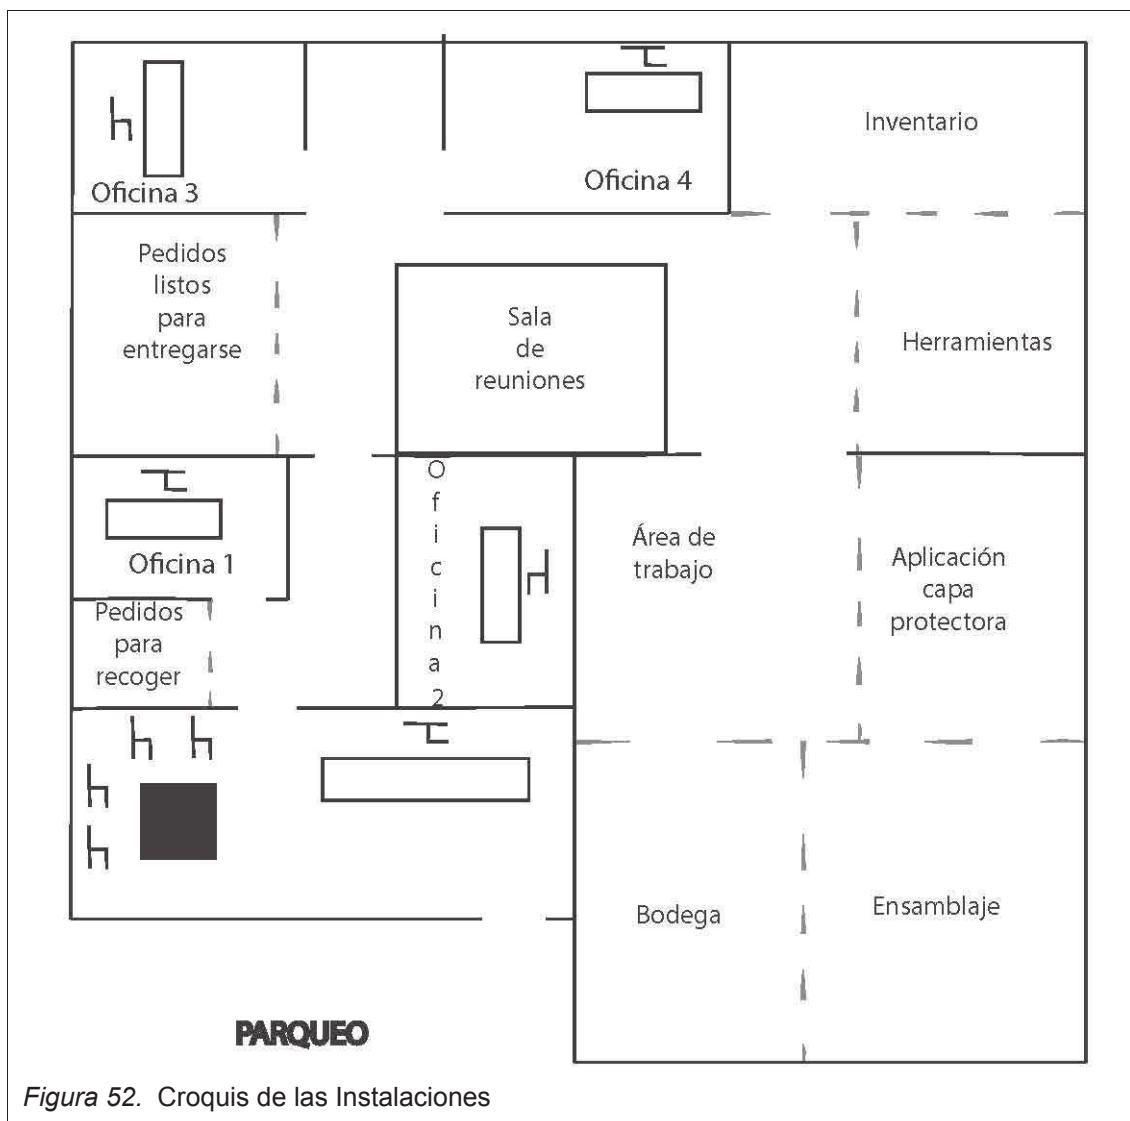 Inventario
Oficina 3
Oficina 4
Pedidos
listos
para
entregarse
Sala
de
reuniones
Herramientas
Oficina 1
Oficina 2
Área de
trabajo
Aplicación
capa
protectora
Pedidos
para
recoger
Bodega
Ensamblaje
PARQUEO
Figura 52. Croquis de las Instalaciones